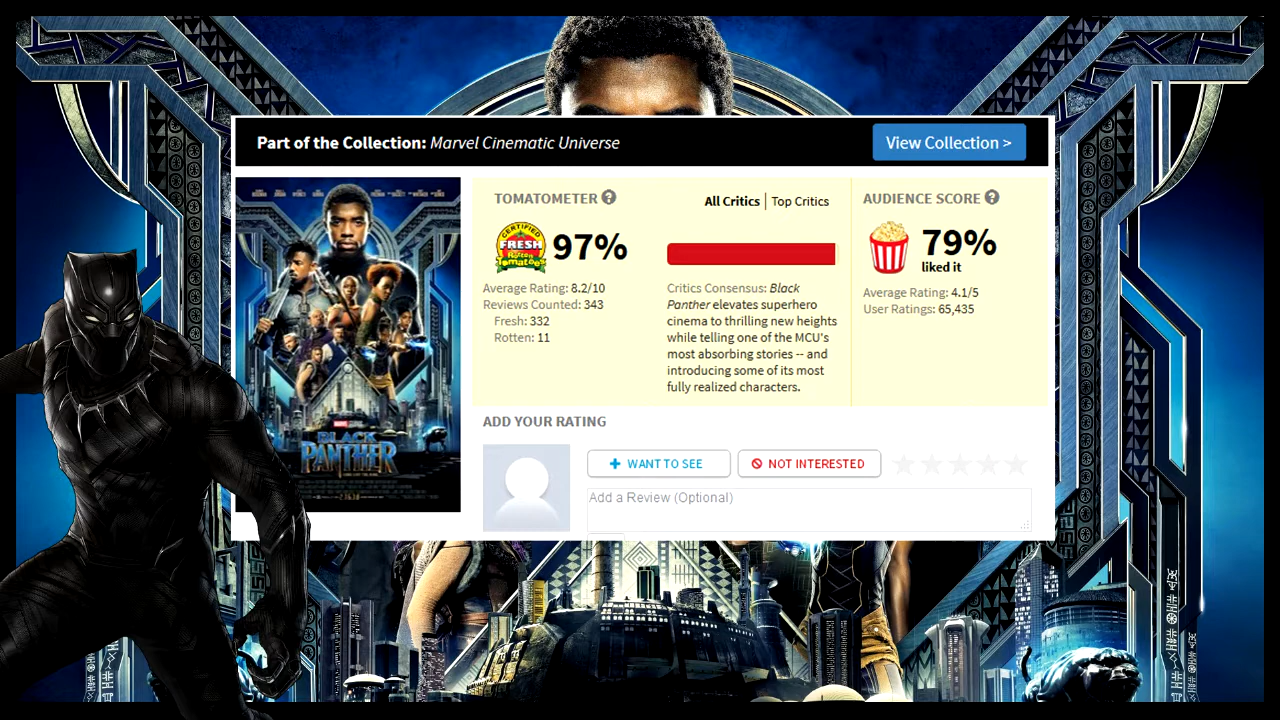 Part of the Collection: Marvel Cinematic Universe
View Collection >
TOMATOMETER ?
All Critics | Top Critics
CERTIFIED
FRESH
Rotten
Tomatoes
97%
Average Rating: 8.2/10
Reviews Counted: 343
Fresh: 332
Rotten: 11
Critics Consensus: Black
Panther elevates superhero
cinema to thrilling new heights
while telling one of the MCU's
most absorbing stories -- and
introducing some of its most
fully realized characters.
AUDIENCE SCORE ?
79%
liked it
Average Rating: 4.1/5
User Ratings: 65,435
BLACK
PANTHER
ADD YOUR RATING
WANT TO SEE
NOT INTERESTED
Add a Review (Optional)